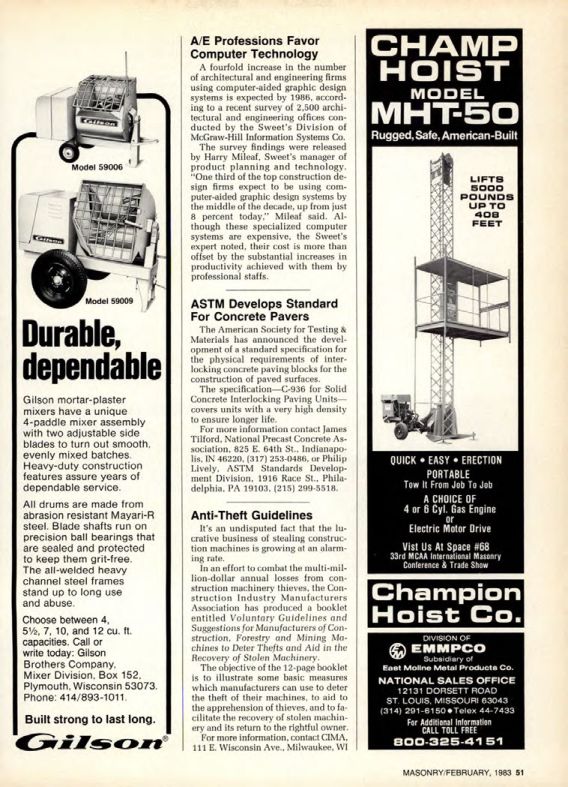 Gilson
Model 59006
Gilson
Model 59009
Durable,
dependable
Gilson mortar-plaster
mixers have a unique
4-paddle mixer assembly
with two adjustable side
blades to turn out smooth,
evenly mixed batches.
Heavy-duty construction
features assure years of
dependable service.
All drums are made from
abrasion resistant Mayari-R
steel. Blade shafts run on
precision ball bearings that
are sealed and protected
to keep them grit-free.
The all-welded heavy
channel steel frames
stand up to long use
and abuse.
Choose between 4,
5½, 7, 10, and 12 cu. ft.
capacities. Call or
write today: Gilson
Brothers Company,
Mixer Division, Box 152,
Plymouth, Wisconsin 53073.
Phone: 414/893-1011.
Built strong to last long.
Gilson®
A/E Professions Favor
Computer Technology
A fourfold increase in the number
of architectural and engineering firms
using computer-aided graphic design
systems is expected by 1986, accord-
ing to a recent survey of 2,500 archi-
tectural and engineering offices con-
ducted by the Sweet's Division of
McGraw-Hill Information Systems Co.
The survey findings were released
by Harry Mileaf, Sweet's manager of
product planning and technology.
"One third of the top construction de-
sign firms expect to be using com-
puter-aided graphic design systems by
the middle of the decade, up from just
8 percent today," Mileaf said. Al-
though these specialized computer
systems are expensive, the Sweet's
expert noted, their cost is more than
offset by the substantial increases in
productivity achieved with them by
professional staffs.
ASTM Develops Standard
For Concrete Pavers
The American Society for Testing &
Materials has announced the devel-
opment of a standard specification for
the physical requirements of inter-
locking concrete paving blocks for the
construction of paved surfaces.
The specification—C-936 for Solid
Concrete Interlocking Paving Units—
covers units with a very high density
to ensure longer life.
For more information contact James
Tilford, National Precast Concrete As-
sociation, 825 E. 64th St., Indianapo-
lis, IN 46220, (317) 253-0486, or Philip
Lively, ASTM Standards Develop-
ment Division, 1916 Race St., Phila-
delphia, PA 19103, (215) 299-5518.
Anti-Theft Guidelines
It's an undisputed fact that the lu-
crative business of stealing construc-
tion machines is growing at an alarm-
ing rate.
In an effort to combat the multi-mil-
lion-dollar annual losses from con-
struction machinery thieves, the Con-
struction Industry Manufacturers
Association has produced a booklet
entitled Voluntary Guidelines and
Suggestions for Manufacturers of Con-
struction, Forestry and Mining Ma-
chines to Deter Thefts and Aid in the
Recovery of Stolen Machinery.
The objective of the 12-page booklet
is to illustrate some basic measures
which manufacturers can use to deter
the theft of their machines, to aid to
the apprehension of thieves, and to fa-
cilitate the recovery of stolen machin-
ery and its return to the rightful owner.
For more information, contact CIMA,
111 E. Wisconsin Ave., Milwaukee, WI
CHAMP
HOIST
MODEL
MHT-50
Rugged, Safe, American-Built
LIFTS
5000
POUNDS
UP TO
408
FEET
QUICK • EASY • ERECTION
PORTABLE
Tow It From Job To Job
A CHOICE OF
4 or 6 Cyl. Gas Engine
or
Electric Motor Drive
Vist Us At Space #68
33rd MCAA International Masonry
Conference & Trade Show
Champion
Hoist Co.
DIVISION OF
EMMPCO
Subsidiary of
East Moline Metal Products Co.
NATIONAL SALES OFFICE
12131 DORSETT ROAD
ST. LOUIS, MISSOURI 63043
(314) 291-6150 • Telex 44-7433
For Additional Information
CALL TOLL FREE
800-325-4151
MASONRY/FEBRUARY, 1983 51